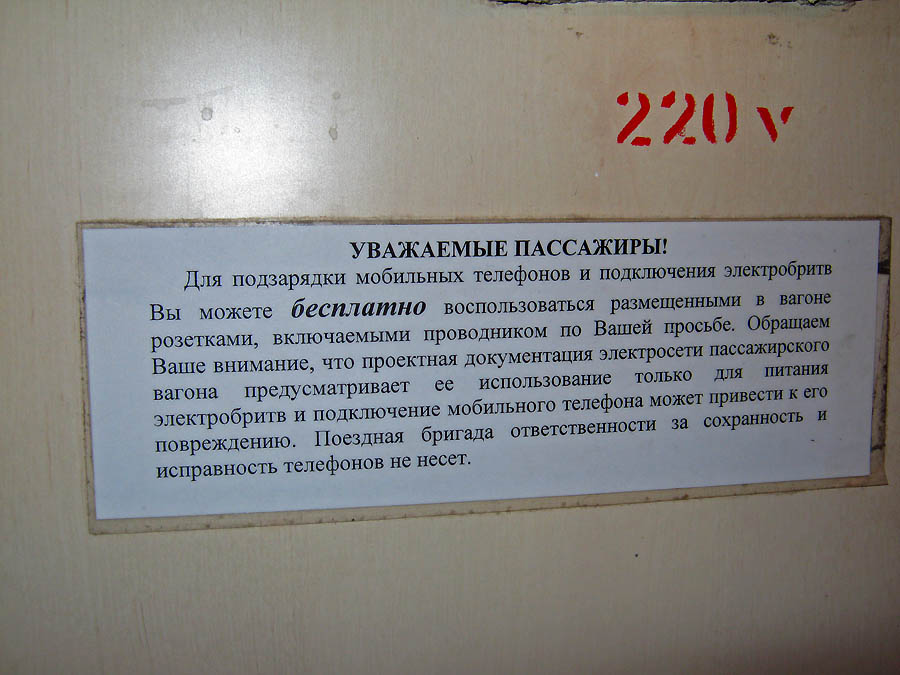 220 v
УВАЖАЕМЫЕ ПАССАЖИРЫ!
Для подзарядки мобильных телефонов и подключения электробритв
Вы можете бесплатно воспользоваться размещенными в вагоне
розетками, включаемыми проводником по Вашей просьбе. Обращаем
Ваше внимание, что проектная документация электросети пассажирского
вагона предусматривает ее использование только для питания
электробритв и подключение мобильного телефона может привести к его
повреждению. Поездная бригада ответственности за сохранность и
исправность телефонов не несет.